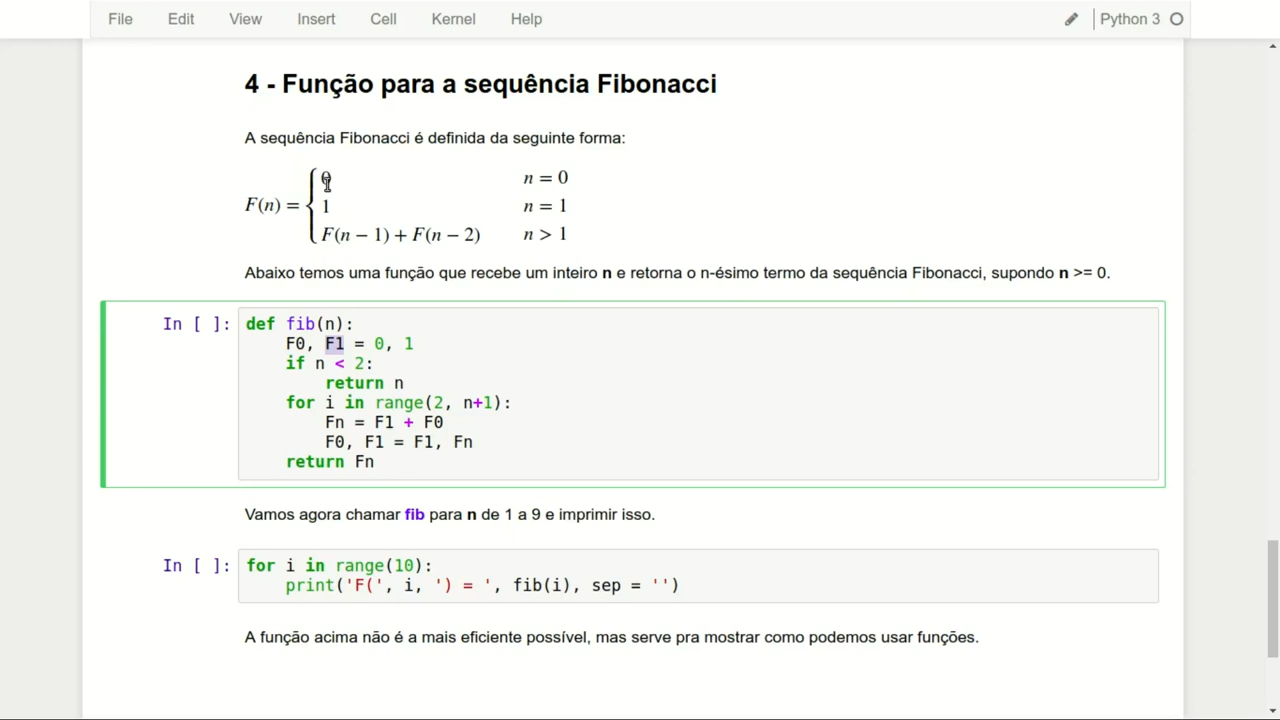 File Edit View Insert Cell Kernel Help Python 3
4 - Função para a sequência Fibonacci
A sequência Fibonacci é definida da seguinte forma:
0 n = 0
F(n) = 1 n = 1
F(n − 1) + F(n − 2) n > 1
Abaixo temos uma função que recebe um inteiro n e retorna o n-ésimo termo da sequência Fibonacci, supondo n >= 0.
In [ ]: def fib(n):
F0, F1 = 0, 1
if n < 2:
return n
for i in range(2, n+1):
Fn = F1 + F0
F0, F1 = F1, Fn
return Fn
Vamos agora chamar fib para n de 1 a 9 e imprimir isso.
In [ ]: for i in range(10):
print('F(', i, ') = ', fib(i), sep = '')
A função acima não é a mais eficiente possível, mas serve pra mostrar como podemos usar funções.